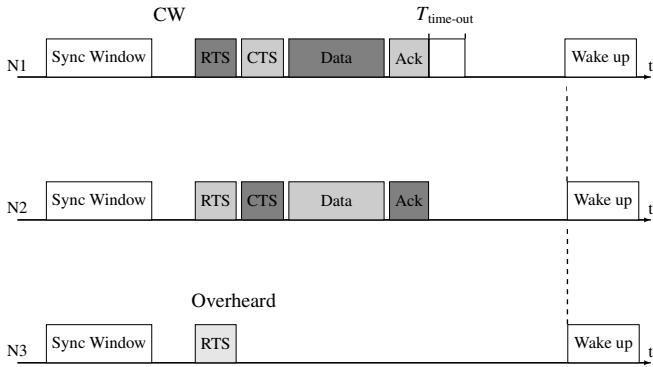 CW T_time-out
N1 Sync Window RTS CTS Data Ack Wake up t
N2 Sync Window RTS CTS Data Ack Wake up t
Overheard
N3 Sync Window RTS Wake up t